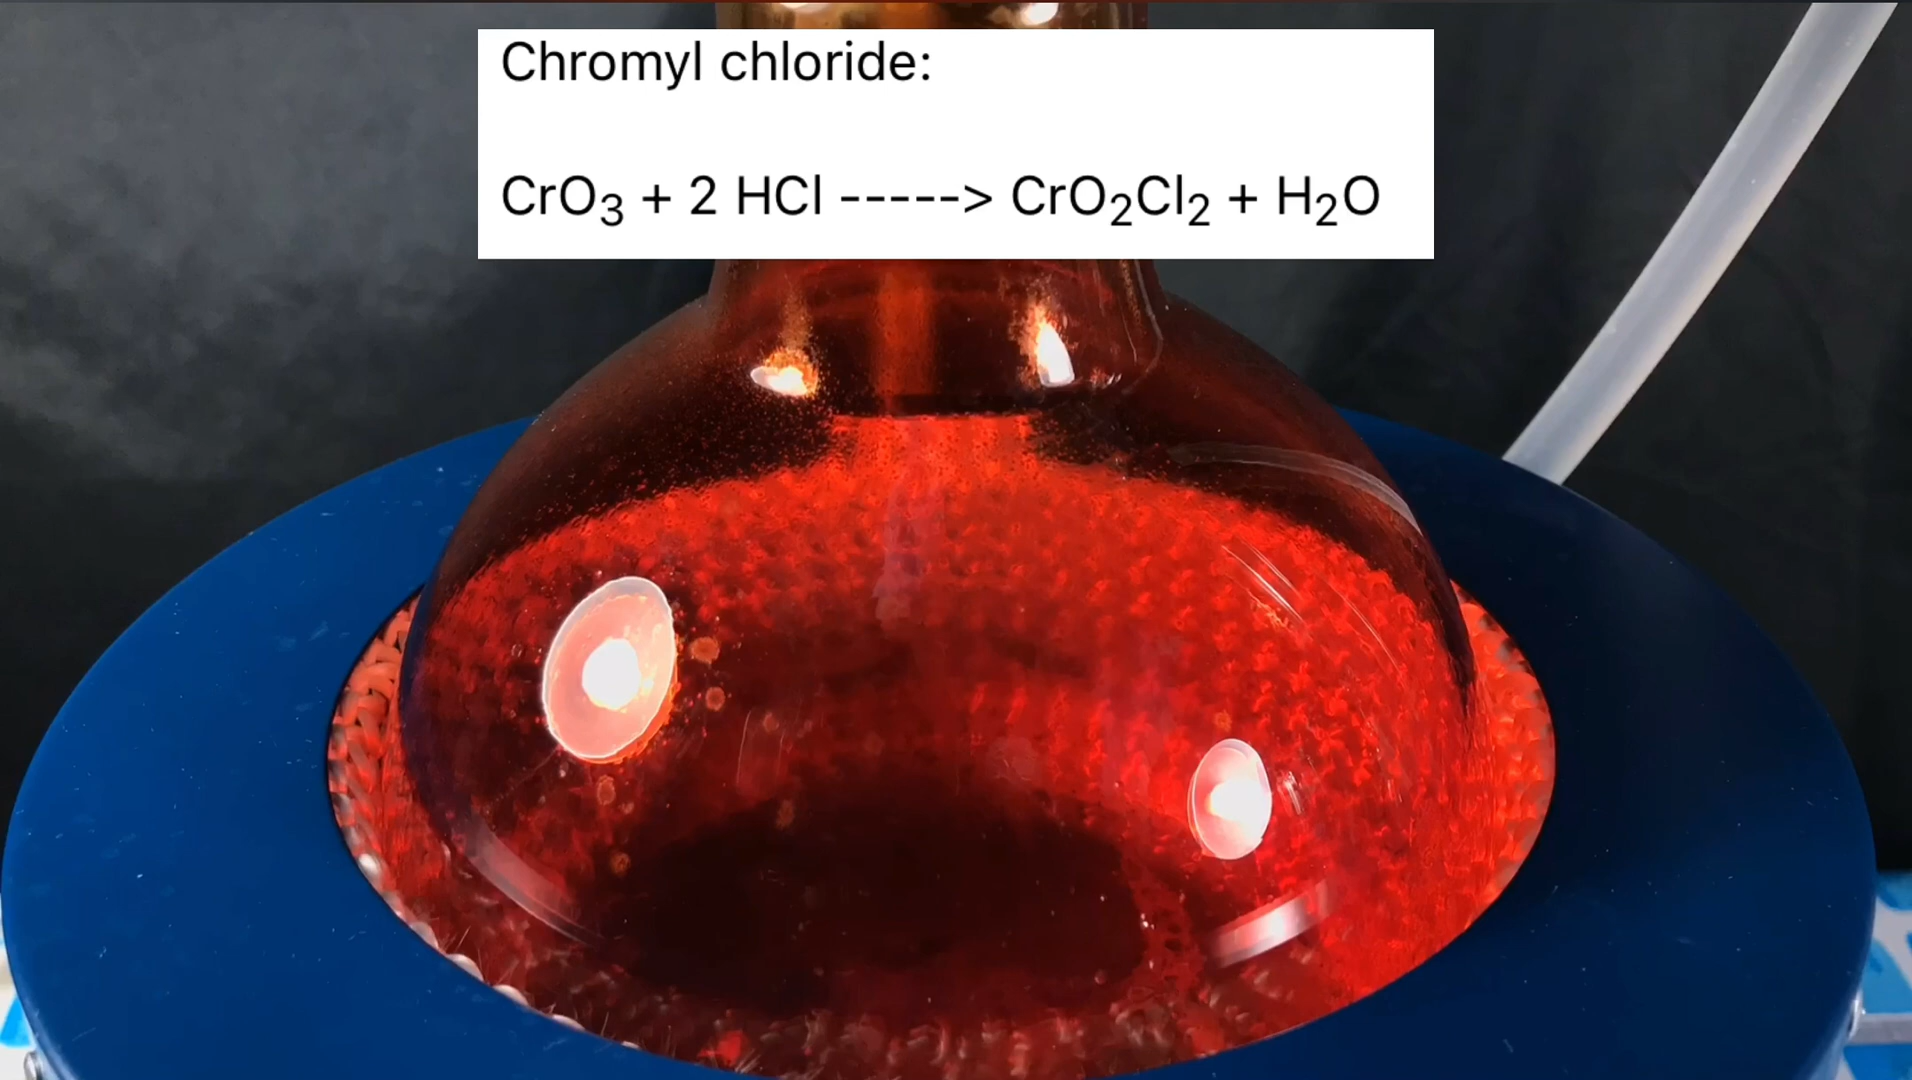 Chromyl chloride:
CrO₃ + 2 HCl -----> CrO₂Cl₂ + H₂O